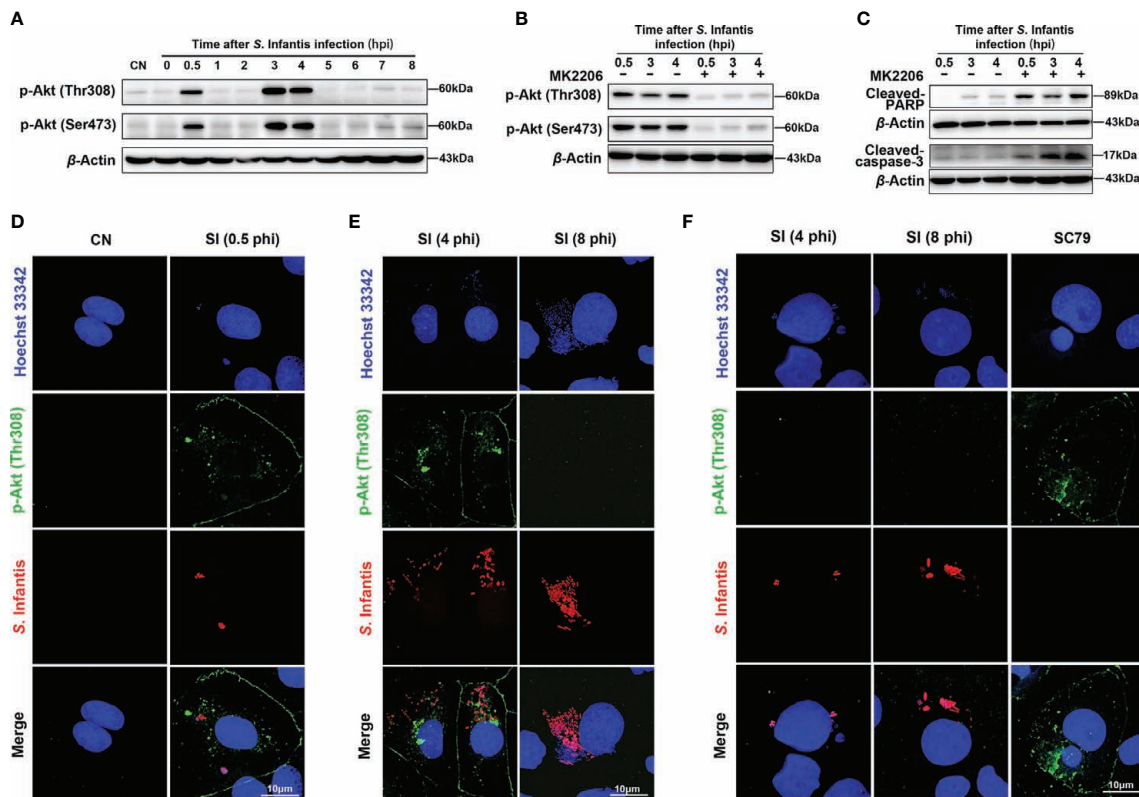 A
Time after S. Infantis infection (hpi)
CN 0 0.5 1 2 3 4 5 6 7 8
p-Akt (Thr308)
60kDa
p-Akt (Ser473)
60kDa
β-Actin
43kDa
B
Time after S. Infantis
infection (hpi)
0.5 3 4 0.5 3 4
MK2206 − − − + + +
p-Akt (Thr308)
60kDa
p-Akt (Ser473)
60kDa
β-Actin
43kDa
C
Time after S. Infantis
infection (hpi)
0.5 3 4 0.5 3 4
MK2206 − − − + + +
Cleaved-
PARP
89kDa
β-Actin
43kDa
Cleaved-
caspase-3
17kDa
β-Actin
43kDa
D
CN SI (0.5 phi)
Hoechst 33342
p-Akt (Thr308)
S. Infantis
Merge
10μm
E
SI (4 phi) SI (8 phi)
Hoechst 33342
p-Akt (Thr308)
S. Infantis
Merge
10μm
F
SI (4 phi) SI (8 phi) SC79
Hoechst 33342
p-Akt (Thr308)
S. Infantis
Merge
10μm